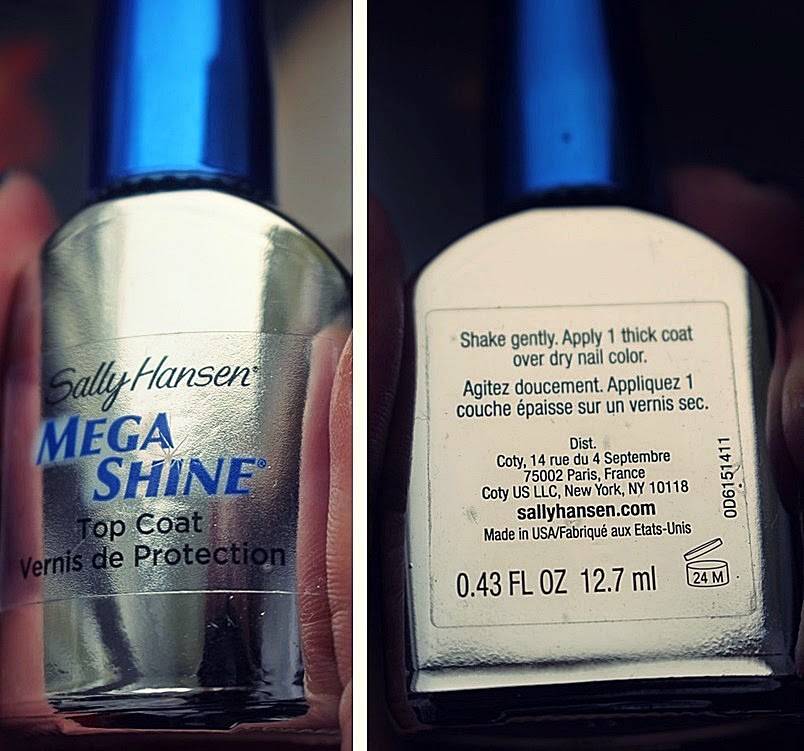 Sally Hansen®
MEGA
SHINE®
Top Coat
Vernis de Protection
Shake gently. Apply 1 thick coat
over dry nail color.
Agitez doucement. Appliquez 1
couche épaisse sur un vernis sec.
Dist.
Coty, 14 rue du 4 Septembre
75002 Paris, France
Coty US LLC, New York, NY 10118
sallyhansen.com
Made in USA/Fabriqué aux Etats-Unis
0.43 FL OZ 12.7 ml
24 M
OD6151411